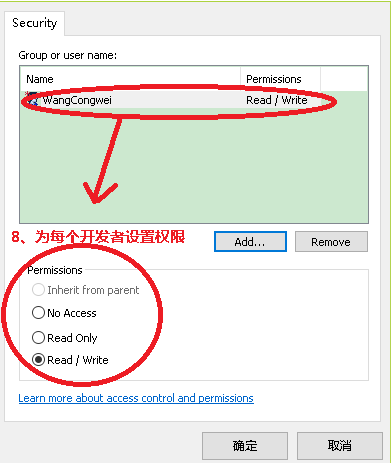 Security
Group or user name:
Name Permissions
WangCongwei Read / Write
8、为每个开发者设置权限
Add... Remove
Permissions
Inherit from parent
No Access
Read Only
Read / Write
Learn more about access control and permissions
确定 取消